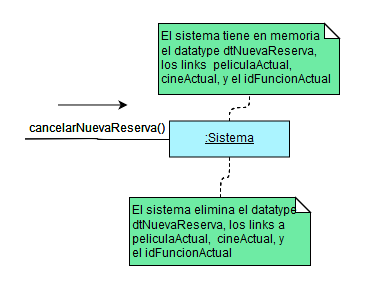 El sistema tiene en memoria
el datatype dtNuevaReserva,
los links peliculaActual,
cineActual, y el idFuncionActual
cancelarNuevaReserva()
:Sistema
El sistema elimina el datatype
dtNuevaReserva, los links a
peliculaActual, cineActual, y
el idFuncionActual